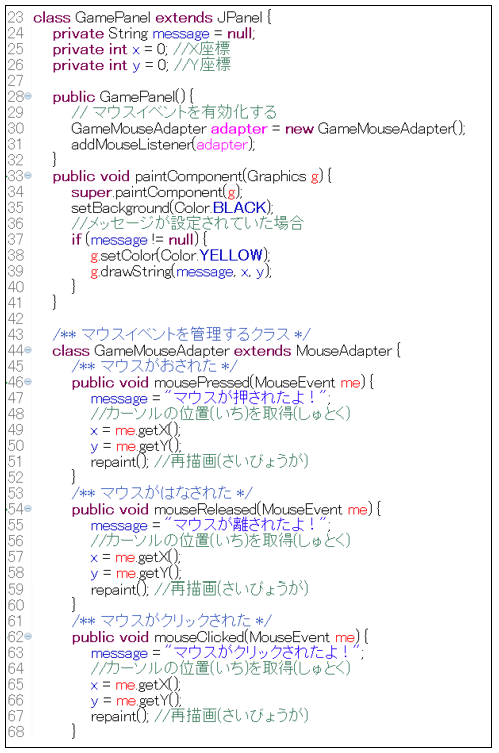 23 class GamePanel extends JPanel {
24     private String message = null;
25     private int x = 0; //X座標
26     private int y = 0; //Y座標
27
28     public GamePanel() {
29         // マウスイベントを有効化する
30         GameMouseAdapter adapter = new GameMouseAdapter();
31         addMouseListener(adapter);
32     }
33     public void paintComponent(Graphics g) {
34         super.paintComponent(g);
35         setBackground(Color.BLACK);
36         //メッセージが設定されていた場合
37         if (message != null) {
38             g.setColor(Color.YELLOW);
39             g.drawString(message, x, y);
40         }
41     }
42
43     /** マウスイベントを管理するクラス */
44     class GameMouseAdapter extends MouseAdapter {
45         /** マウスがおされた */
46         public void mousePressed(MouseEvent me) {
47             message = "マウスが押されたよ！";
48             //カーソルの位置(いち)を取得(しゅとく)
49             x = me.getX();
50             y = me.getY();
51             repaint(); //再描画(さいびょうが)
52         }
53         /** マウスがはなされた */
54         public void mouseReleased(MouseEvent me) {
55             message = "マウスが離されたよ！";
56             //カーソルの位置(いち)を取得(しゅとく)
57             x = me.getX();
58             y = me.getY();
59             repaint(); //再描画(さいびょうが)
60         }
61         /** マウスがクリックされた */
62         public void mouseClicked(MouseEvent me) {
63             message = "マウスがクリックされたよ！";
64             //カーソルの位置(いち)を取得(しゅとく)
65             x = me.getX();
66             y = me.getY();
67             repaint(); //再描画(さいびょうが)
68         }